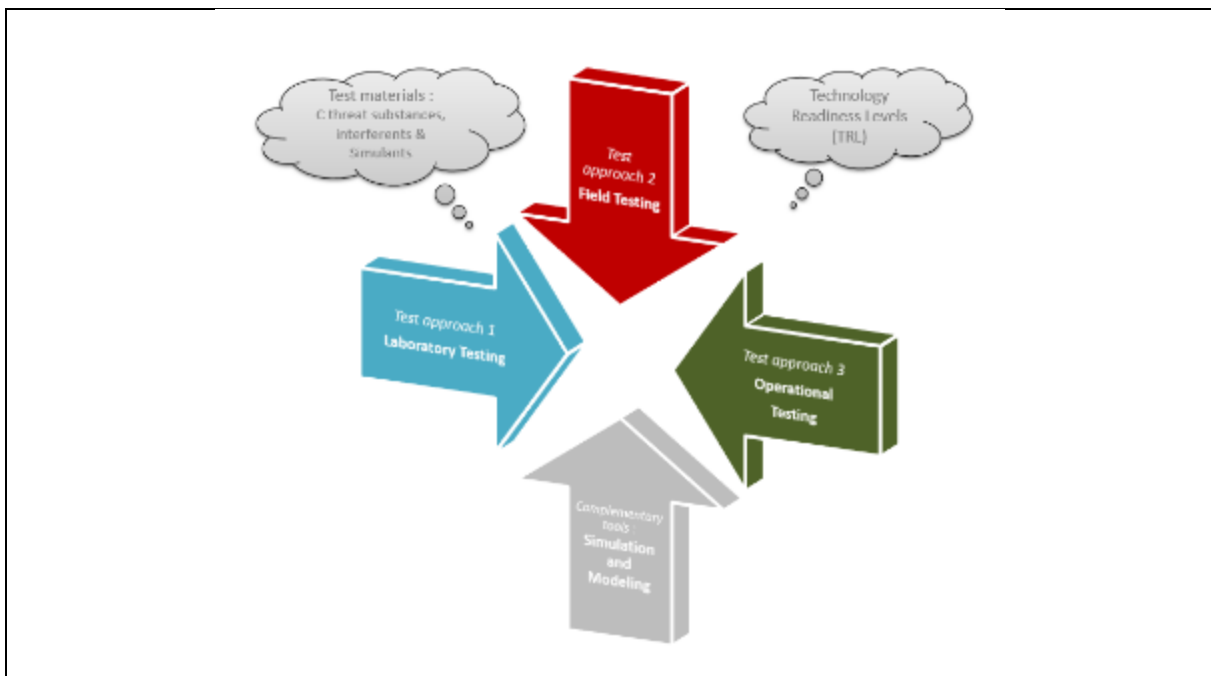 Test materials :
C threat substances,
interferents &
Simulants
Technology
Readiness Levels
(TRL)
Test
approach 2
Field Testing
Test approach 1
Laboratory Testing
Test approach 3
Operational
Testing
Complementary
tools :
Simulation
and
Modeling